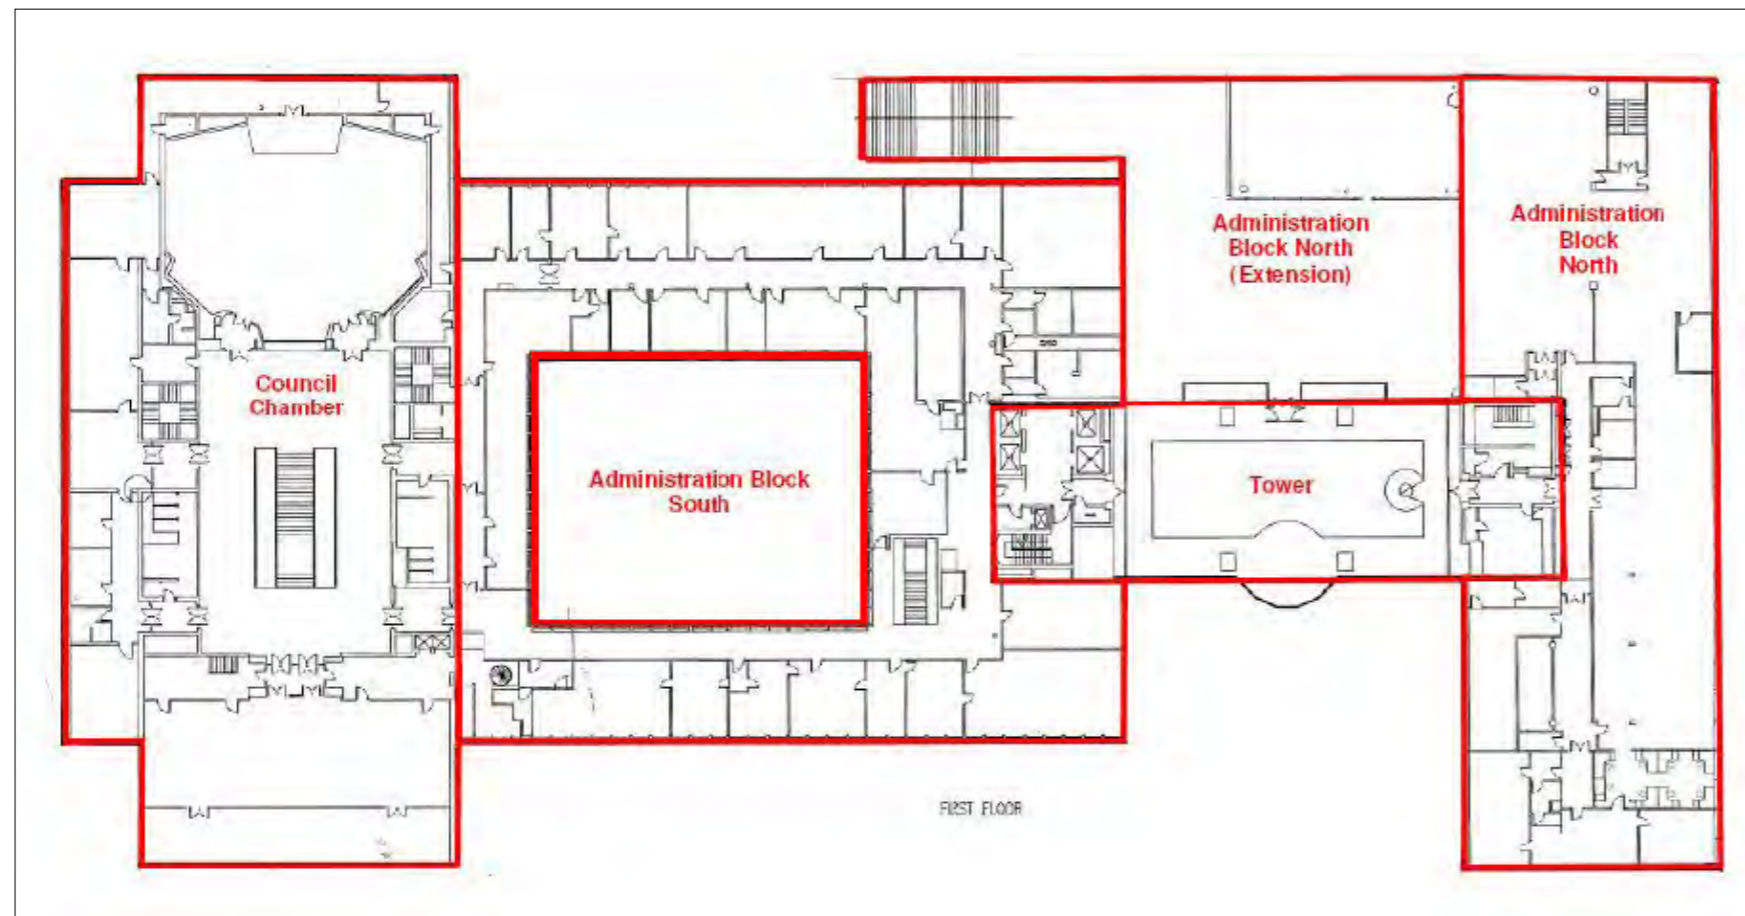 Council
Chamber
Administration Block
South
Tower
Administration
Block North
(Extension)
Administration
Block
North
FIRST FLOOR